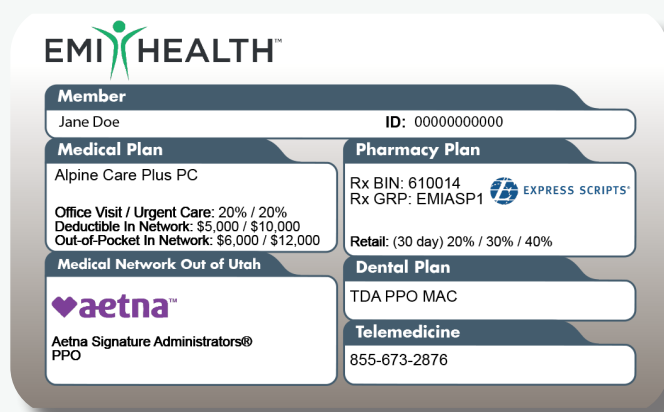 EMI HEALTH™
Member
Jane Doe
ID: 00000000000
Medical Plan
Alpine Care Plus PC
Office Visit / Urgent Care: 20% / 20%
Deductible In Network: $5,000 / $10,000
Out-of-Pocket In Network: $6,000 / $12,000
Pharmacy Plan
Rx BIN: 610014
Rx GRP: EMIASP1
EXPRESS SCRIPTS®
Retail: (30 day) 20% / 30% / 40%
Medical Network Out of Utah
aetna™
Aetna Signature Administrators®
PPO
Dental Plan
TDA PPO MAC
Telemedicine
855-673-2876